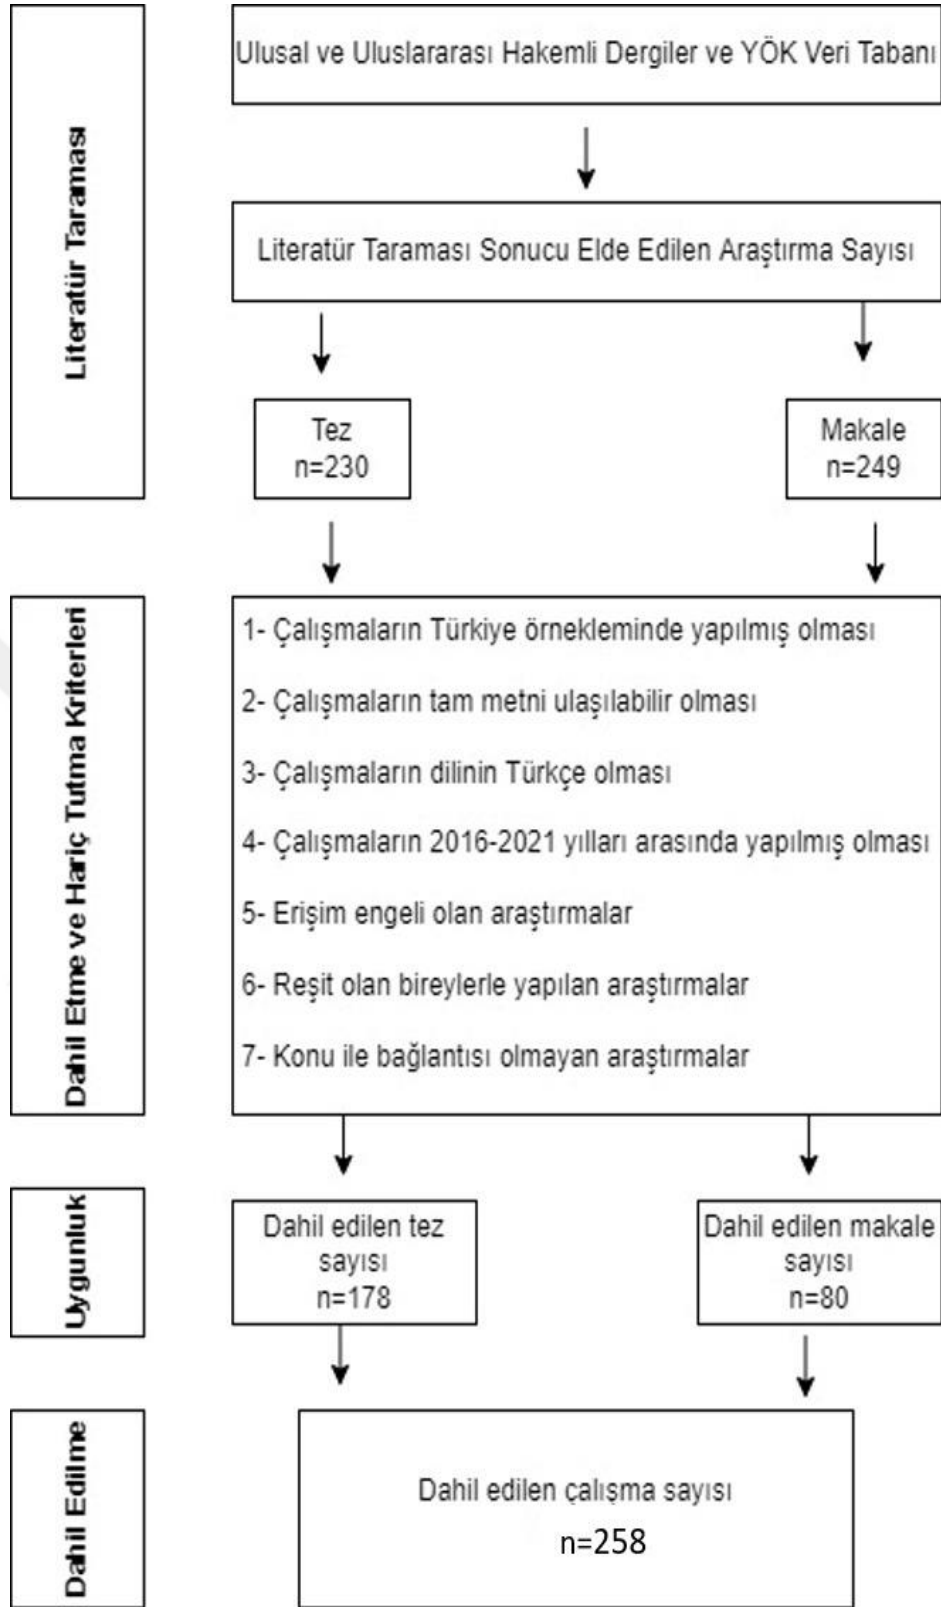 Literatür Taraması
Ulusal ve Uluslararası Hakemli Dergiler ve YÖK Veri Tabanı
Literatür Taraması Sonucu Elde Edilen Araştırma Sayısı
Tez
n=230
Makale
n=249
Dahil Etme ve Hariç Tutma Kriterleri
1- Çalışmaların Türkiye örnekleminde yapılmış olması
2- Çalışmaların tam metni ulaşılabilir olması
3- Çalışmaların dilinin Türkçe olması
4- Çalışmaların 2016-2021 yılları arasında yapılmış olması
5- Erişim engeli olan araştırmalar
6- Reşit olan bireylerle yapılan araştırmalar
7- Konu ile bağlantısı olmayan araştırmalar
Uygunluk
Dahil edilen tez
sayısı
n=178
Dahil edilen makale
sayısı
n=80
Dahil Edilme
Dahil edilen çalışma sayısı
n=258